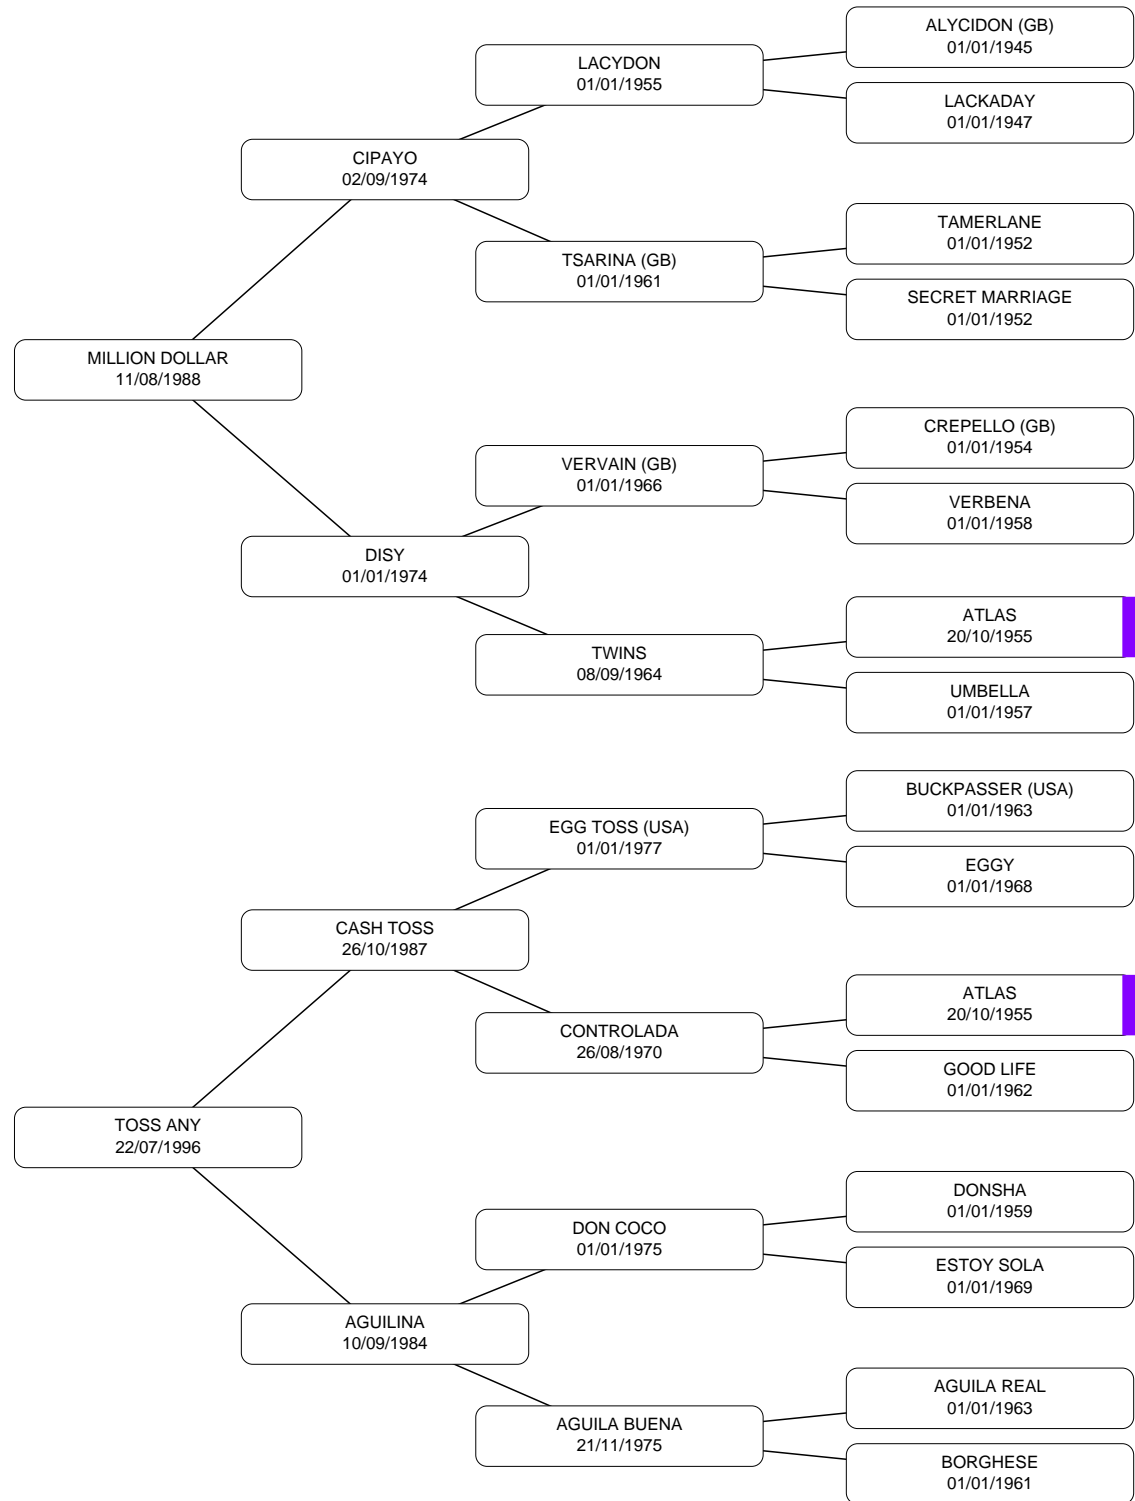 ALYCIDON (GB)
01/01/1945
LACYDON
01/01/1955
LACKADAY
01/01/1947
CIPAYO
02/09/1974
TAMERLANE
01/01/1952
TSARINA (GB)
01/01/1961
SECRET MARRIAGE
01/01/1952
MILLION DOLLAR
11/08/1988
CREPELLO (GB)
01/01/1954
VERVAIN (GB)
01/01/1966
VERBENA
01/01/1958
DISY
01/01/1974
ATLAS
20/10/1955
TWINS
08/09/1964
UMBELLA
01/01/1957
BUCKPASSER (USA)
01/01/1963
EGG TOSS (USA)
01/01/1977
EGGY
01/01/1968
CASH TOSS
26/10/1987
ATLAS
20/10/1955
CONTROLADA
26/08/1970
GOOD LIFE
01/01/1962
TOSS ANY
22/07/1996
DONSHA
01/01/1959
DON COCO
01/01/1975
ESTOY SOLA
01/01/1969
AGUILINA
10/09/1984
AGUILA REAL
01/01/1963
AGUILA BUENA
21/11/1975
BORGHESE
01/01/1961